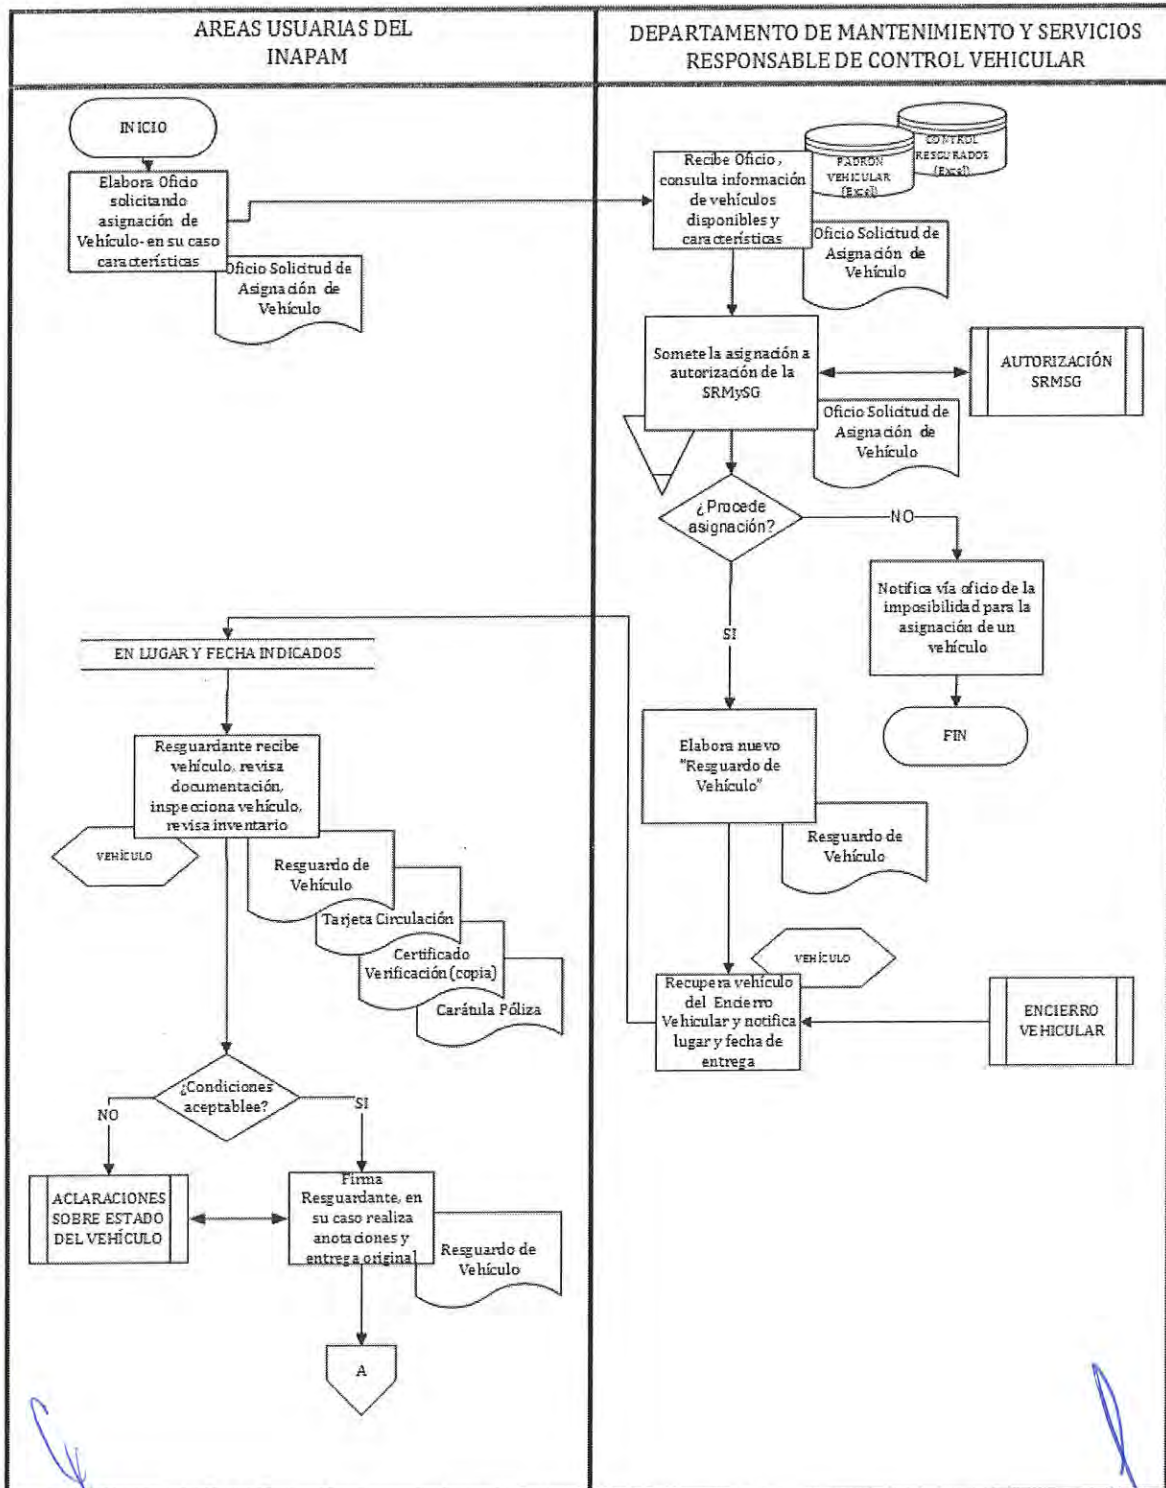 AREAS USUARIAS DEL
INAPAM
DEPARTAMENTO DE MANTENIMIENTO Y SERVICIOS
RESPONSABLE DE CONTROL VEHICULAR
INICIO
Elabora Oficio
solicitando
asignación de
Vehículo- en su caso
características
Oficio Solicitud de
Asignación de
Vehículo
Recibe Oficio,
consulta información
de vehículos
disponibles y
características
PADRON
VEHICULAR
(Excel)
CONTROL
RESGURADOS
(Excel)
Oficio Solicitud de
Asignación de
Vehículo
Somete la asignación a
autorización de la
SRMySG
AUTORIZACIÓN
SRMSG
Oficio Solicitud de
Asignación de
Vehículo
¿Procede
asignación?
NO
Notifica vía oficio de la
imposibilidad para la
asignación de un
vehículo
FIN
SI
Elabora nuevo
"Resguardo de
Vehículo"
Resguardo de
Vehículo
VEHÍCULO
Recupera vehículo
del Encierro
Vehicular y notifica
lugar y fecha de
entrega
ENCIERRO
VEHICULAR
EN LUGAR Y FECHA INDICADOS
Resguardante recibe
vehículo, revisa
documentación,
inspecciona vehículo,
revisa inventario
VEHÍCULO
Resguardo de
Vehículo
Tarjeta Circulación
Certificado
Verificación (copia)
Carátula Póliza
¿Condiciones
aceptablee?
NO
SI
ACLARACIONES
SOBRE ESTADO
DEL VEHÍCULO
Firma
Resguardante, en
su caso realiza
anotaciones y
entrega original
Resguardo de
Vehículo
A